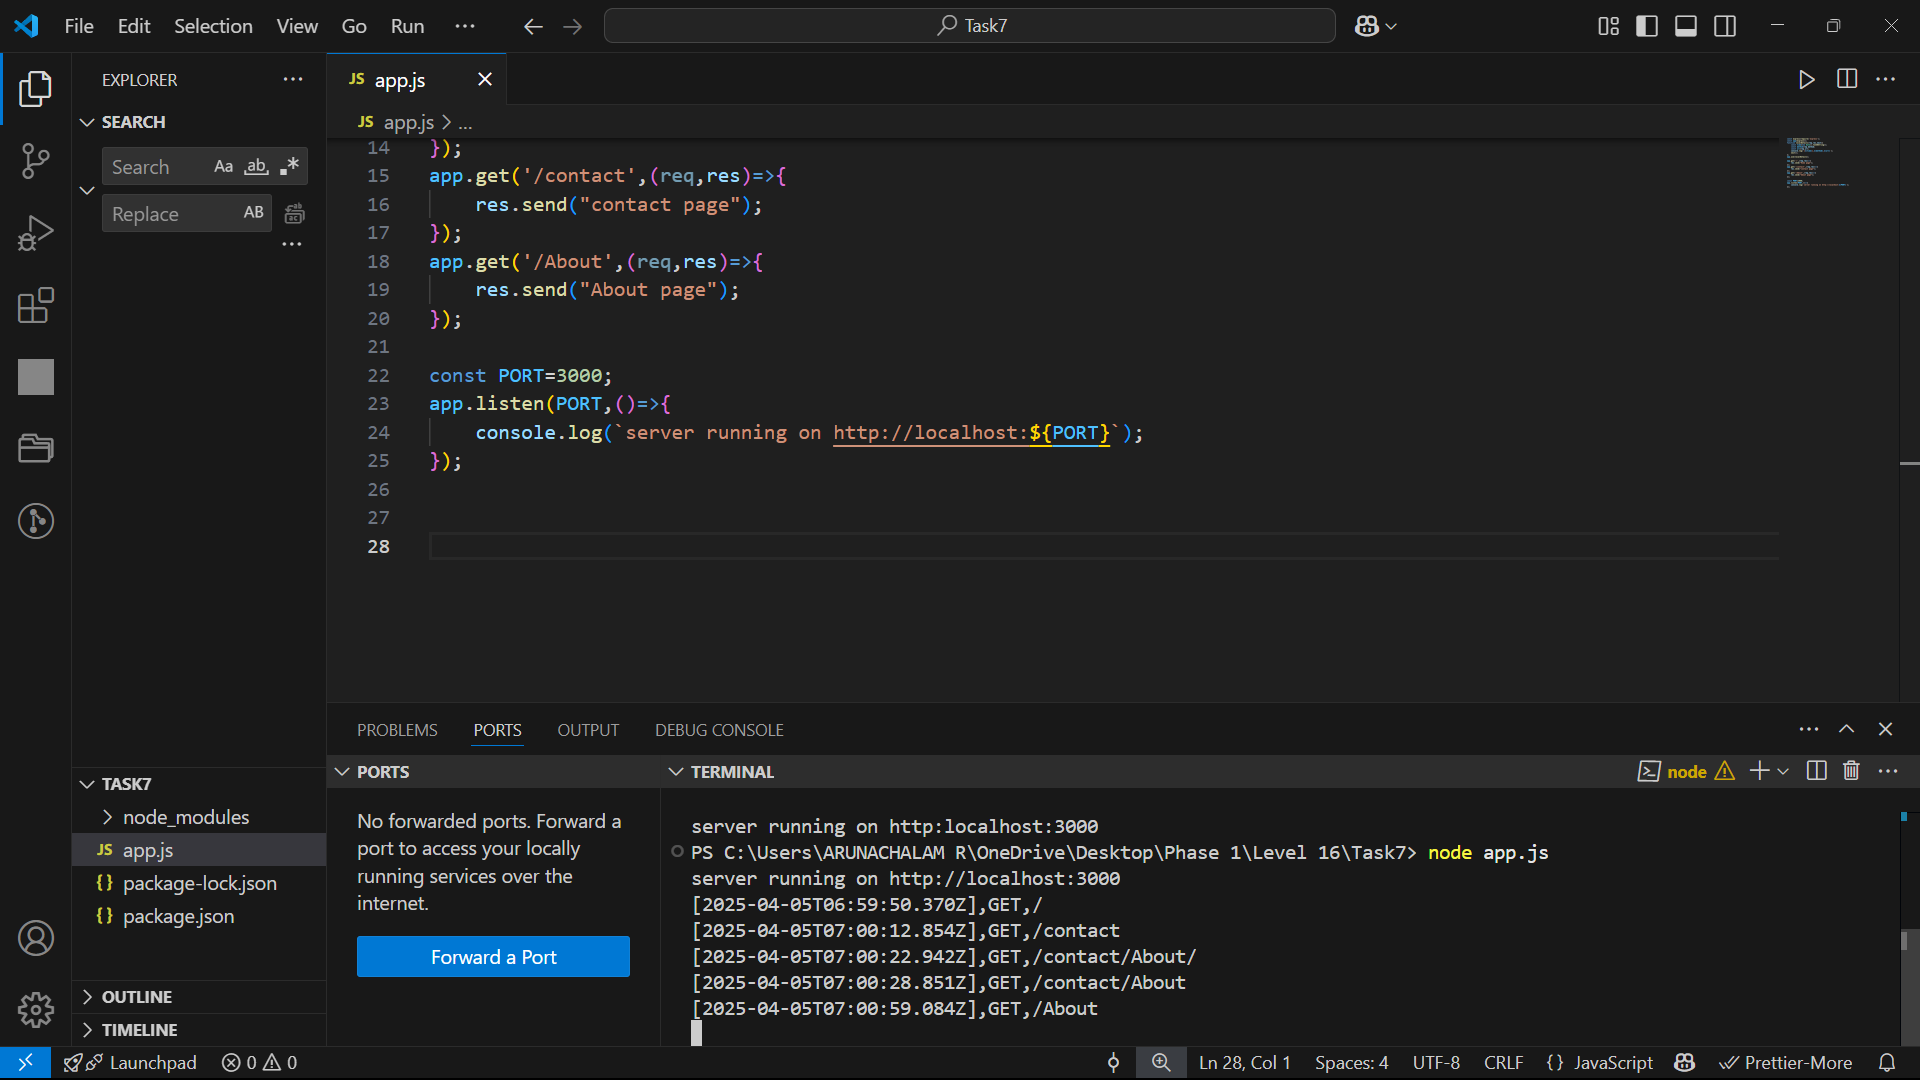 File Edit Selection View Go Run ...
Task7
EXPLORER
SEARCH
Search Aa ab
Replace AB
JS app.js
JS app.js > ...
14 });
15 app.get('/contact',(req,res)=>{
16 res.send("contact page");
17 });
18 app.get('/About',(req,res)=>{
19 res.send("About page");
20 });
21
22 const PORT=3000;
23 app.listen(PORT,()=>{
24 console.log(`server running on http://localhost:${PORT}`);
25 });
26
27
28
TASK7
node_modules
JS app.js
{} package-lock.json
{} package.json
OUTLINE
TIMELINE
PROBLEMS PORTS OUTPUT DEBUG CONSOLE
PORTS
No forwarded ports. Forward a
port to access your locally
running services over the
internet.
Forward a Port
TERMINAL
node
server running on http:localhost:3000
PS C:\Users\ARUNACHALAM R\OneDrive\Desktop\Phase 1\Level 16\Task7> node app.js
server running on http://localhost:3000
[2025-04-05T06:59:50.370Z],GET,/
[2025-04-05T07:00:12.854Z],GET,/contact
[2025-04-05T07:00:22.942Z],GET,/contact/About/
[2025-04-05T07:00:28.851Z],GET,/contact/About
[2025-04-05T07:00:59.084Z],GET,/About
Launchpad 0 0 Ln 28, Col 1 Spaces: 4 UTF-8 CRLF {} JavaScript Prettier-More